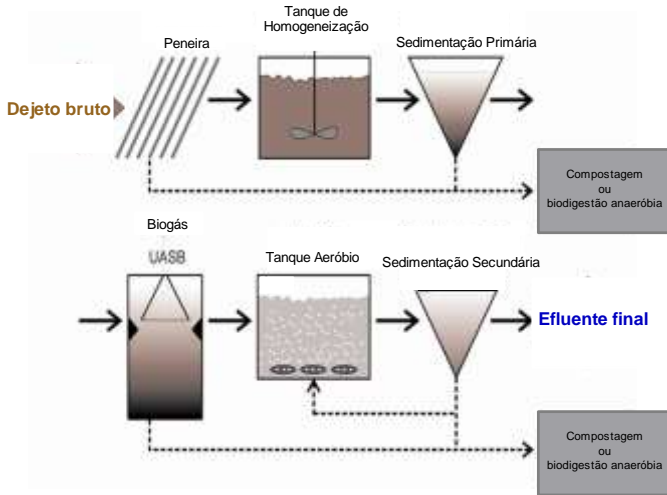 Tanque de
Homogeneização
Peneira
Sedimentação Primária
Dejeto bruto
Compostagem
ou
biodigestão anaeróbia
Biogás
UASB
Tanque Aeróbio
Sedimentação Secundária
Efluente final
Compostagem
ou
biodigestão anaeróbia